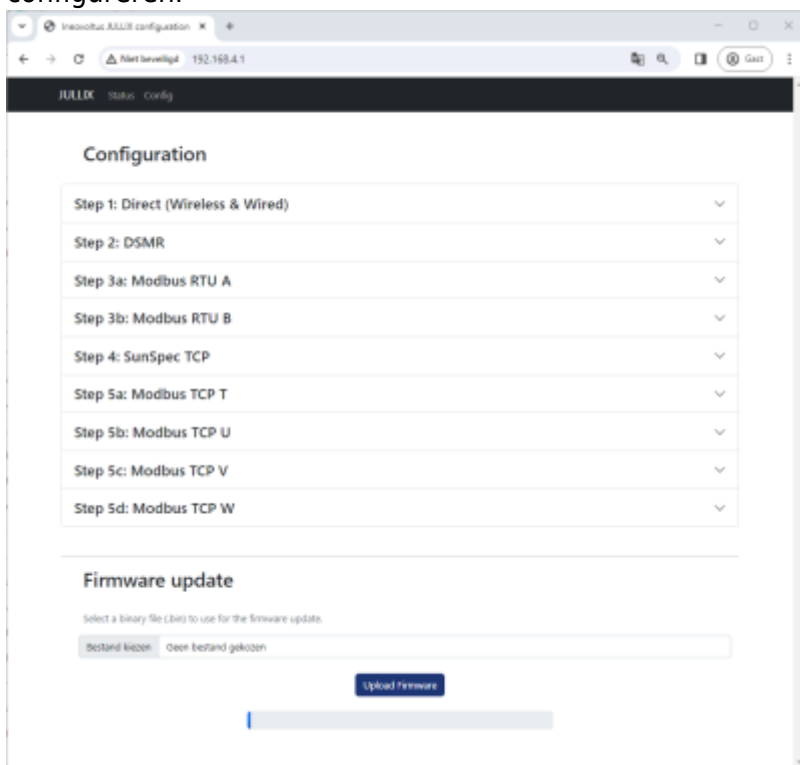 configureren.
Ineovoltus JULLIX configuration
Niet beveiligd 192.168.4.1
Gast
JULLIX Status Config
Configuration
Step 1: Direct (Wireless & Wired)
Step 2: DSMR
Step 3a: Modbus RTU A
Step 3b: Modbus RTU B
Step 4: SunSpec TCP
Step 5a: Modbus TCP T
Step 5b: Modbus TCP U
Step 5c: Modbus TCP V
Step 5d: Modbus TCP W
Firmware update
Select a binary file (.bin) to use for the firmware update.
Bestand kiezen Geen bestand gekozen
Upload Firmware